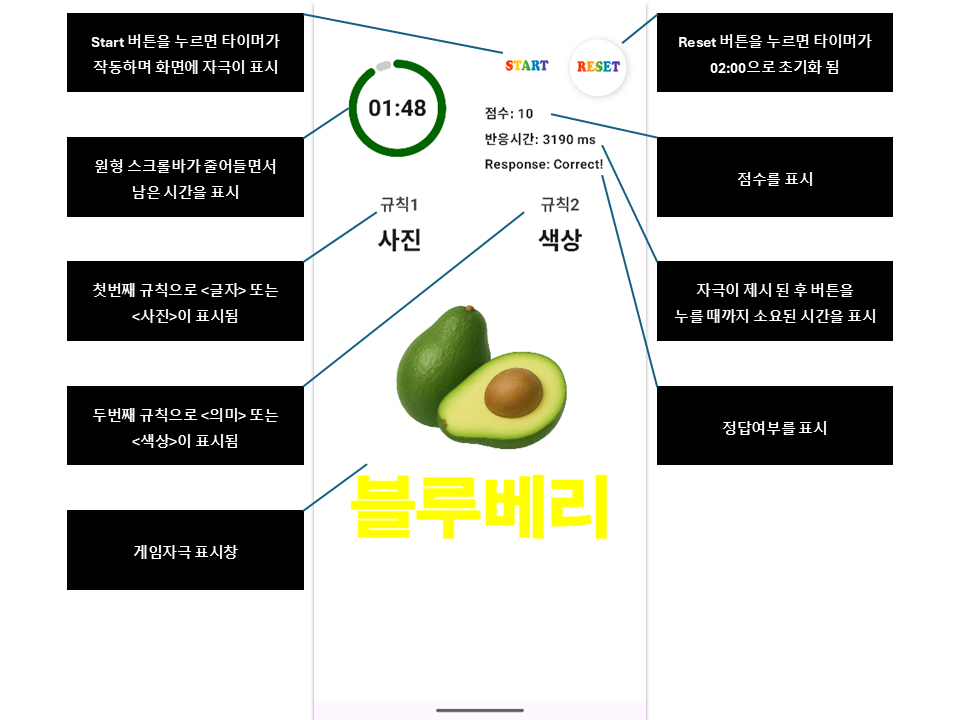 Start 버튼을 누르면 타이머가
작동하며 화면에 자극이 표시
원형 스크롤바가 줄어들면서
남은 시간을 표시
첫번째 규칙으로 <글자> 또는
<사진>이 표시됨
두번째 규칙으로 <의미> 또는
<색상>이 표시됨
게임자극 표시창
START
RESET
01:48
점수: 10
반응시간: 3190 ms
Response: Correct!
규칙1
규칙2
사진
색상
블루베리
Reset 버튼을 누르면 타이머가
02:00으로 초기화 됨
점수를 표시
자극이 제시 된 후 버튼을
누를 때까지 소요된 시간을 표시
정답여부를 표시